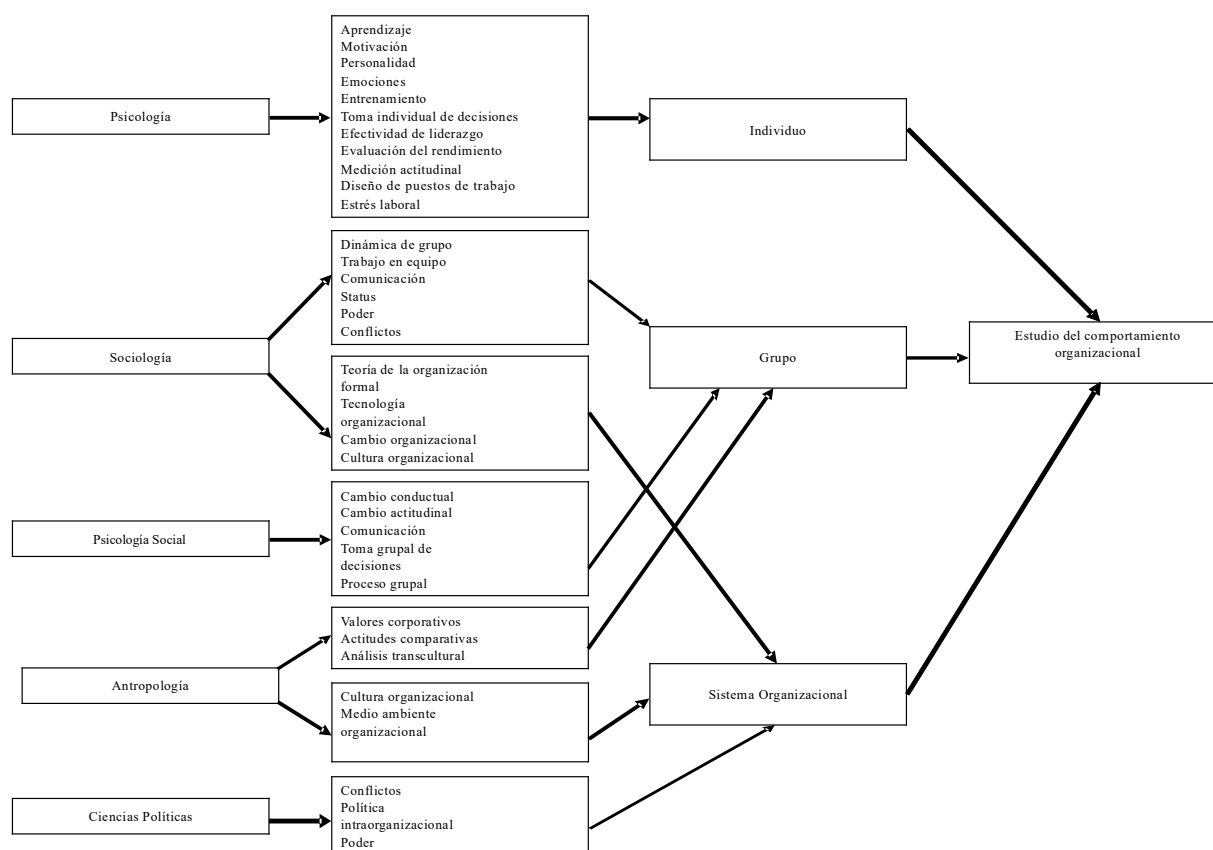 Psicología
Aprendizaje
Motivación
Personalidad
Emociones
Entrenamiento
Toma individual de decisiones
Efectividad de liderazgo
Evaluación del rendimiento
Medición actitudinal
Diseño de puestos de trabajo
Estrés laboral
Individuo
Sociología
Dinámica de grupo
Trabajo en equipo
Comunicación
Status
Poder
Conflictos
Teoría de la organización
formal
Tecnología
organizacional
Cambio organizacional
Cultura organizacional
Grupo
Estudio del comportamiento
organizacional
Psicología Social
Cambio conductual
Cambio actitudinal
Comunicación
Toma grupal de
decisiones
Proceso grupal
Antropología
Valores corporativos
Actitudes comparativas
Análisis transcultural
Cultura organizacional
Medio ambiente
organizacional
Sistema Organizacional
Ciencias Políticas
Conflictos
Política
intraorganizacional
Poder